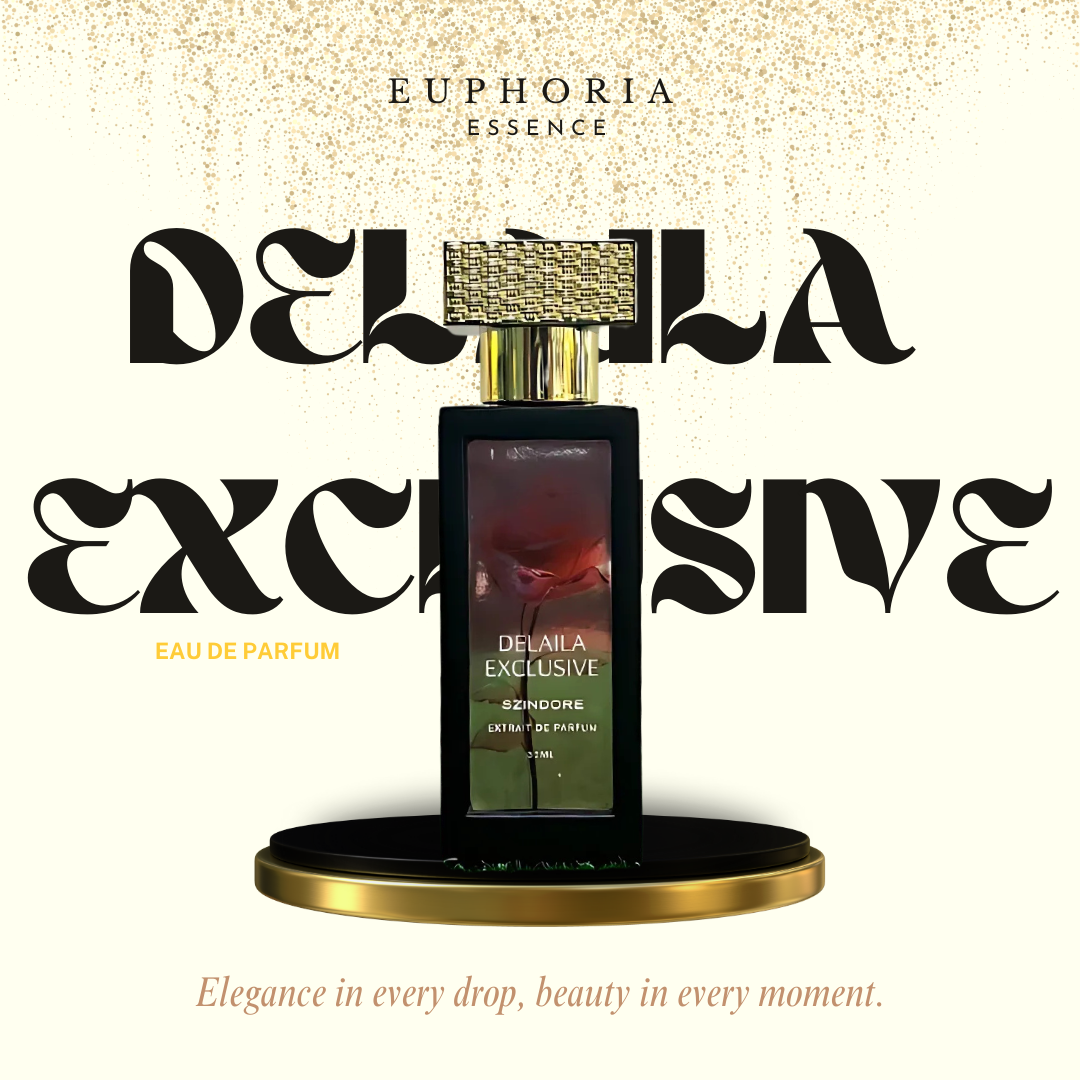 EUPHORIA
ESSENCE
DELAILA
EXCLUSIVE
EAU DE PARFUM
DELAILA
EXCLUSIVE
SZINDORE
EXTRAIT DE PARFUM
Elegance in every drop, beauty in every moment.